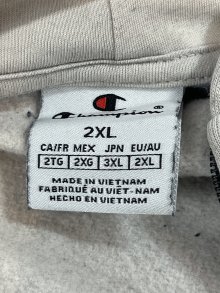 Champion
2XL
CA/FR MEX JPN EU/AU
2TG 2XG 3XL 2XL
MADE IN VIETNAM
FABRIQUÉ AU VIÊT-NAM
HECHO EN VIETNAM